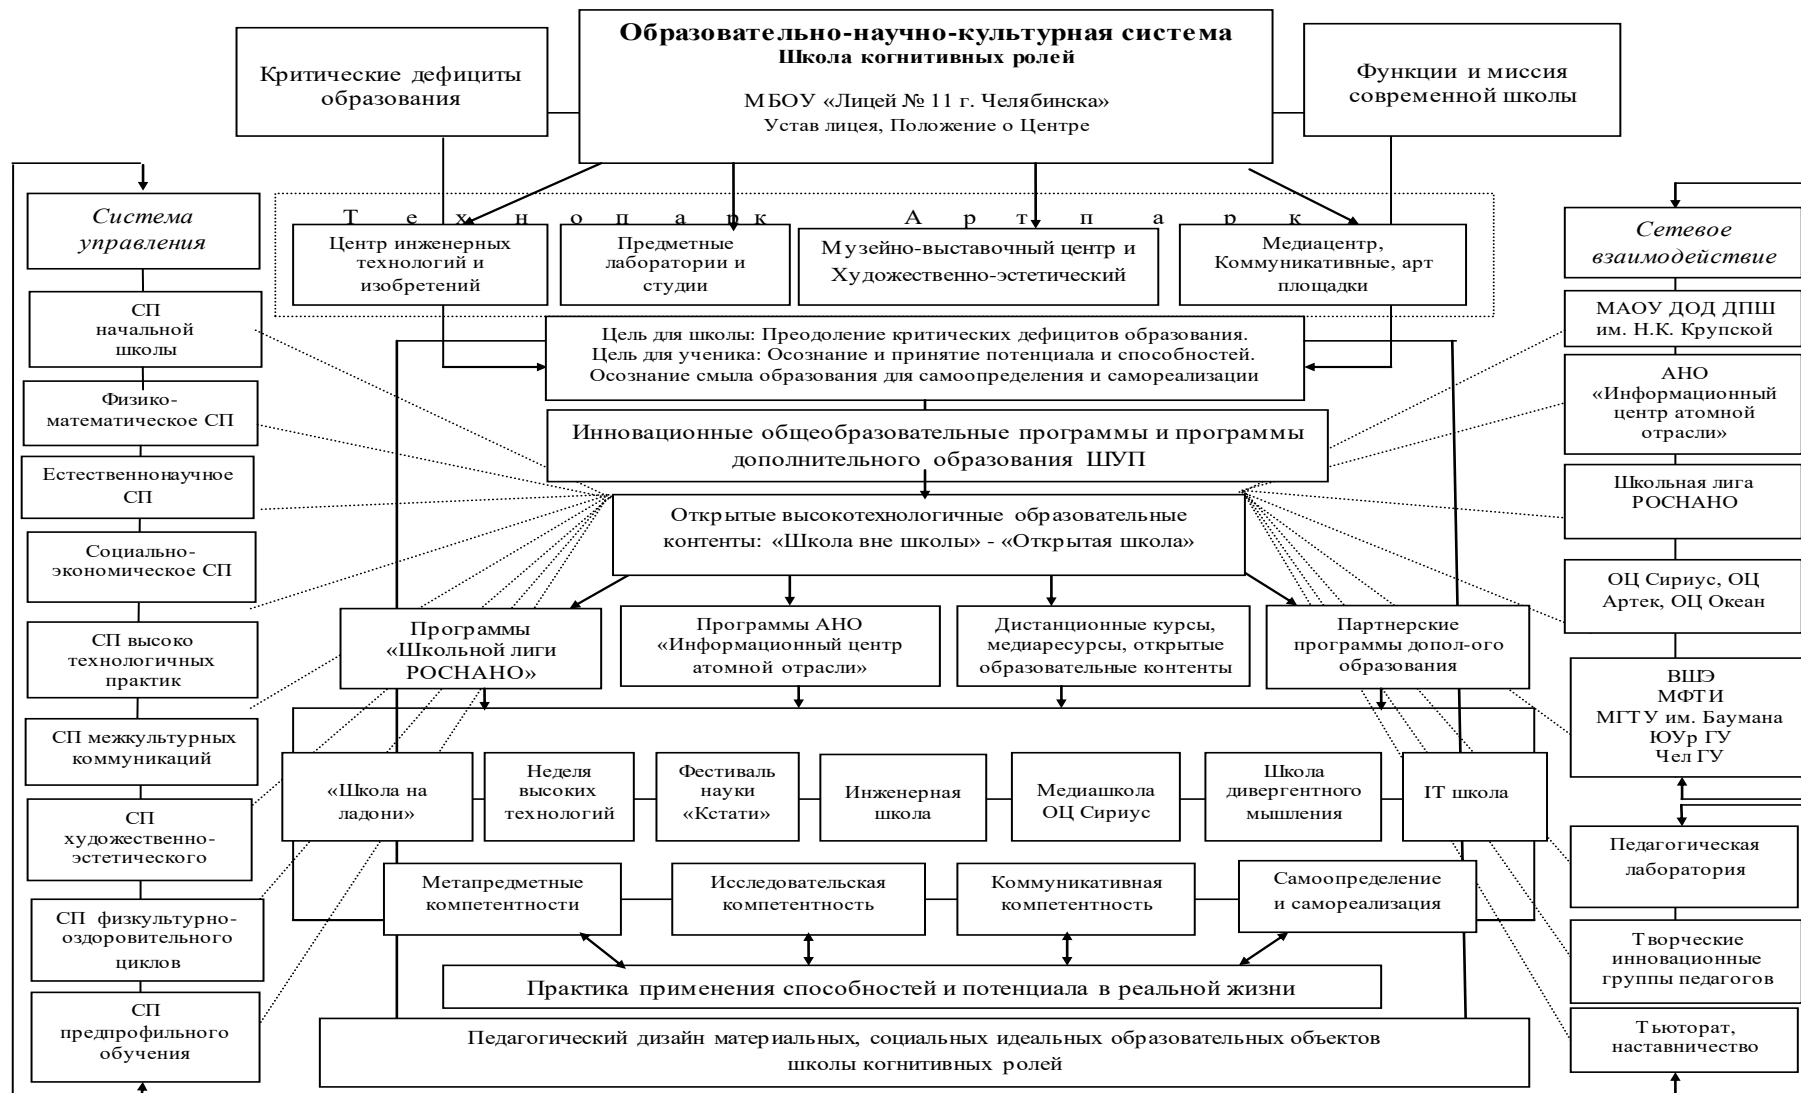 Образовательно-научно-культурная система
Школа когнитивных ролей
МБОУ «Лицей № 11 г. Челябинска»
Устав лицея, Положение о Центре
Критические дефициты
образования
Функции и миссия
современной школы
Т е х н о п а р к
А р т п а р к
Центр инженерных
технологий и
изобретений
Предметные
лаборатории и
студии
Музейно-выставочный центр и
Художественно-эстетический
Медиацентр,
Коммуникативные, арт
площадки
Цель для школы: Преодоление критических дефицитов образования.
Цель для ученика: Осознание и принятие потенциала и способностей.
Осознание смыла образования для самоопределения и самореализации
Инновационные общеобразовательные программы и программы
дополнительного образования ШУП
Открытые высокотехнологичные образовательные
контенты: «Школа вне школы» - «Открытая школа»
Программы
«Школьной лиги
РОСНАНО»
Программы АНО
«Информационный центр
атомной отрасли»
Дистанционные курсы,
медиаресурсы, открытые
образовательные контенты
Партнерские
программы допол-ого
образования
«Школа на
ладони»
Неделя
высоких
технологий
Фестиваль
науки
«Кстати»
Инженерная
школа
Медиашкола
ОЦ Сириус
Школа
дивергентного
мышления
IT школа
Метапредметные
компетентности
Исследовательская
компетентность
Коммуникативная
компетентность
Самоопределение
и самореализация
Практика применения способностей и потенциала в реальной жизни
Педагогический дизайн материальных, социальных идеальных образовательных объектов
школы когнитивных ролей
Система
управления
СП
начальной
школы
Физико-
математическое СП
Естественнонаучное
СП
Социально-
экономическое СП
СП высоко
технологичных
практик
СП межкультурных
коммуникаций
СП
художественно-
эстетического
СП физкультурно-
оздоровительного
циклов
СП
предпрофильного
обучения
Сетевое
взаимодействие
МАОУ ДОД ДПШ
им. Н.К. Крупской
АНО
«Информационный
центр атомной
отрасли»
Школьная лига
РОСНАНО
ОЦ Сириус, ОЦ
Артек, ОЦ Океан
ВШЭ
МФТИ
МГТУ им. Баумана
ЮУр ГУ
Чел ГУ
Педагогическая
лаборатория
Творческие
инновационные
группы педагогов
Тьюторат,
наставничество